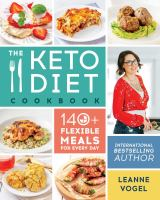 THE
KETO
DIET
COOKBOOK
140+
FLEXIBLE
MEALS
FOR EVERY DAY
INTERNATIONAL
BESTSELLING
AUTHOR
LEANNE
VOGEL